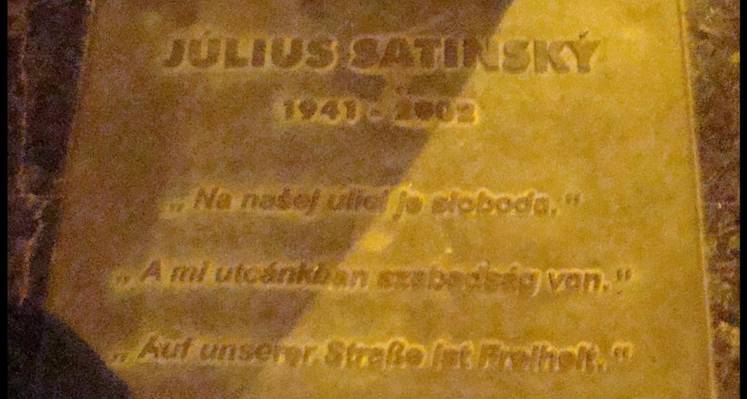 JÚLIUS SATINSKÝ
1941 - 2002
„Na našej ulici je sloboda."
„A mi utcánkban szabadság van."
„Auf unserer Straße ist Freiheit."